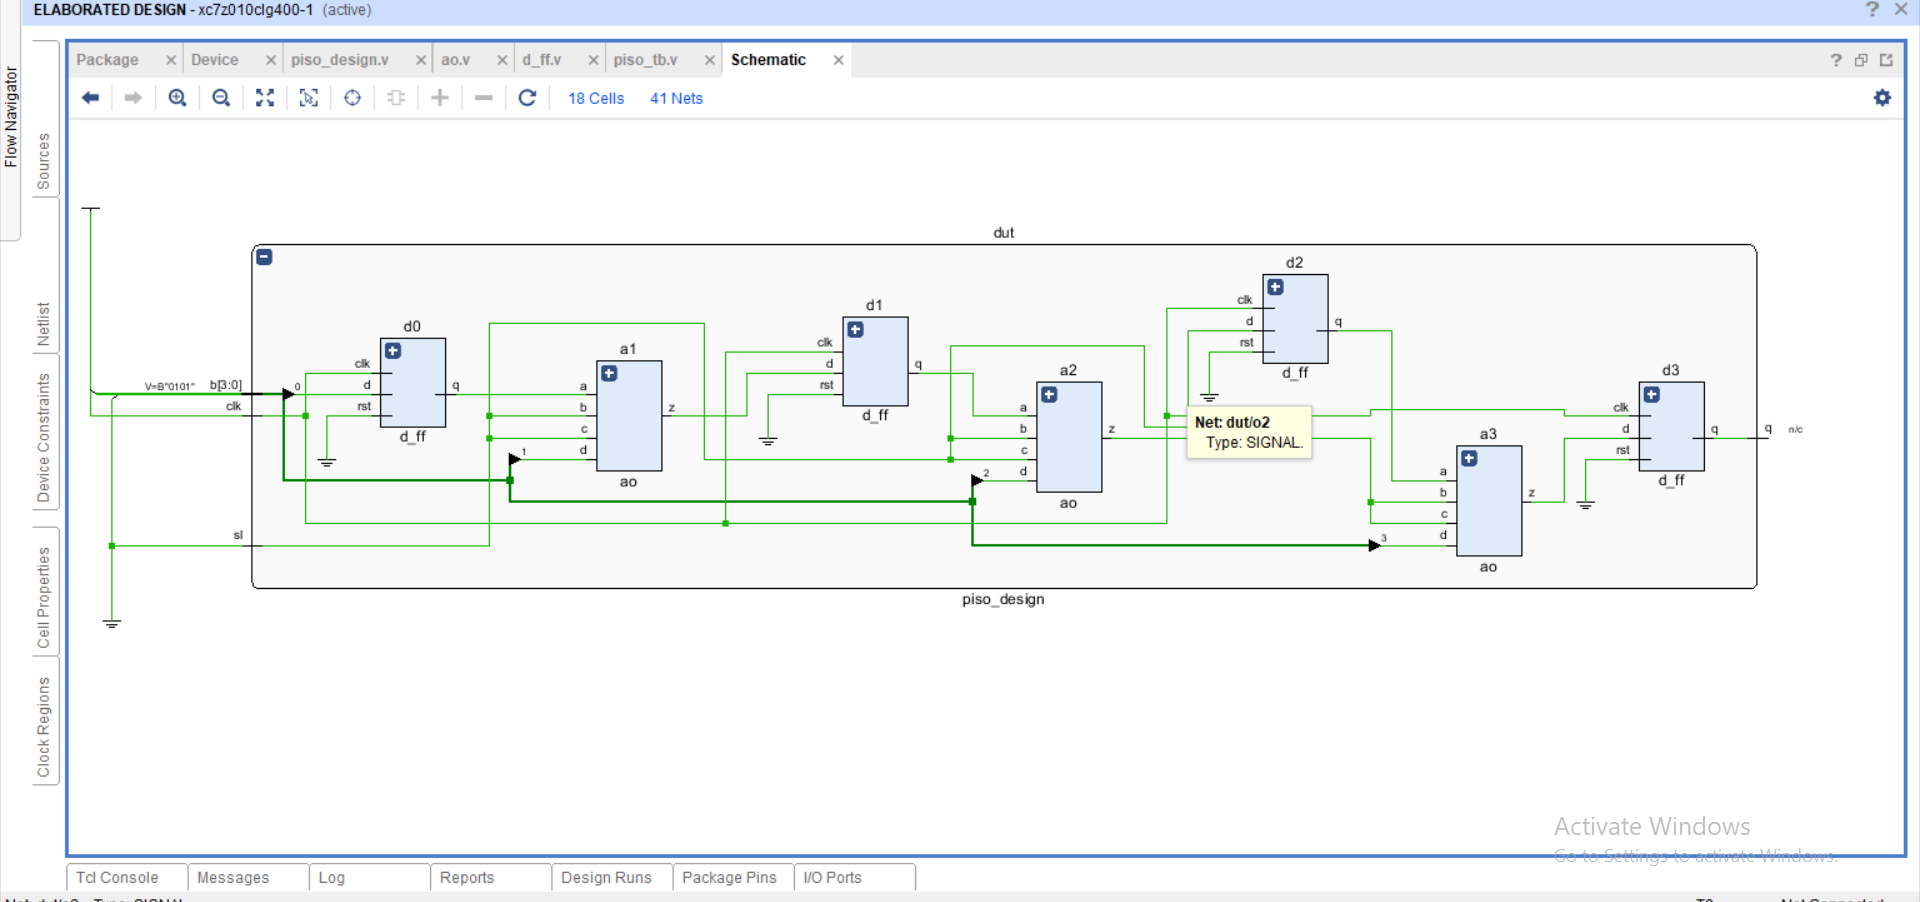 ELABORATED DESIGN - xc7z010clg400-1 (active)
Flow Navigator
Sources
Netlist
Device Constraints
Cell Properties
Clock Regions
Package
Device
piso_design.v
ao.v
d_ff.v
piso_tb.v
Schematic
18 Cells
41 Nets
dut
V=B"0101"
b[3:0]
clk
sl
0
d0
clk
d
rst
q
d_ff
a1
a
b
c
d
z
ao
1
d1
clk
d
rst
q
d_ff
a2
a
b
c
d
z
ao
2
d2
clk
d
rst
q
d_ff
Net: dut/o2
Type: SIGNAL.
a3
a
b
c
d
z
ao
3
d3
clk
d
rst
q
d_ff
q
n/c
piso_design
Activate Windows
Go to Settings to activate Windows.
Tcl Console
Messages
Log
Reports
Design Runs
Package Pins
I/O Ports